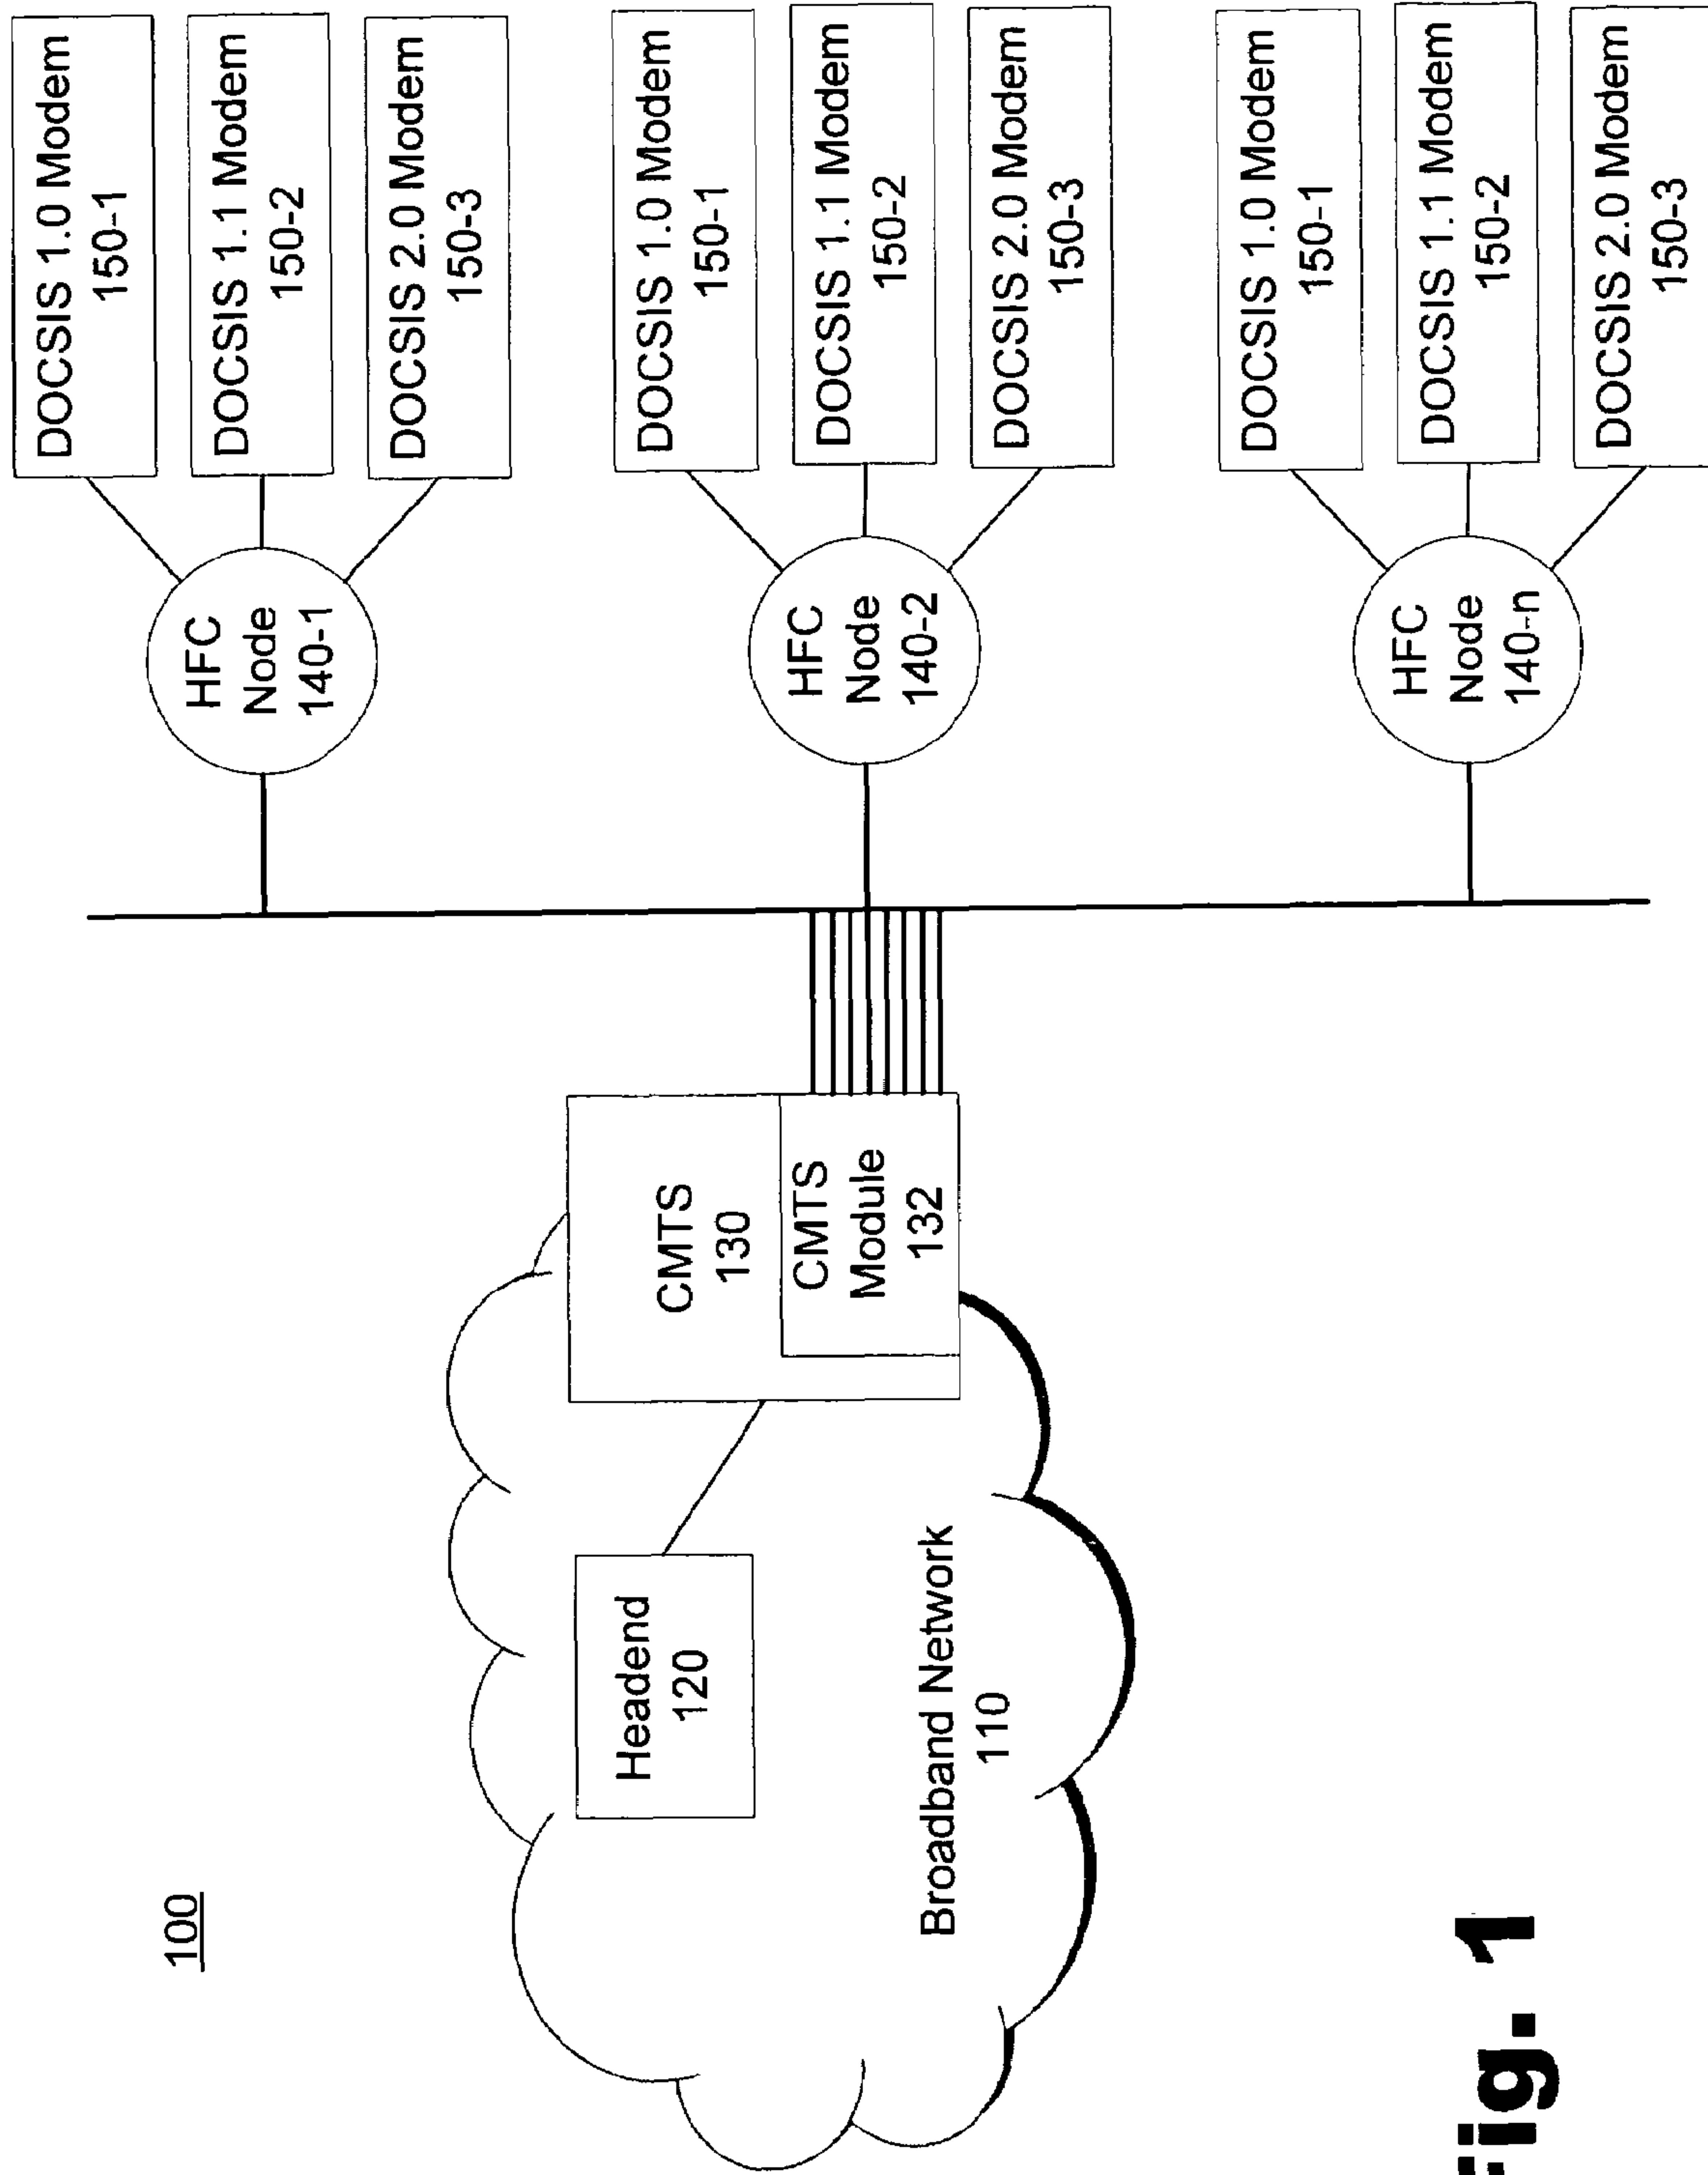 100
Headend
120
Broadband Network
110
CMTS
130
CMTS
Module
132
HFC
Node
140-1
HFC
Node
140-2
HFC
Node
140-n
DOCSIS 1.0 Modem
150-1
DOCSIS 1.1 Modem
150-2
DOCSIS 2.0 Modem
150-3
DOCSIS 1.0 Modem
150-1
DOCSIS 1.1 Modem
150-2
DOCSIS 2.0 Modem
150-3
DOCSIS 1.0 Modem
150-1
DOCSIS 1.1 Modem
150-2
DOCSIS 2.0 Modem
150-3
Fig. 1